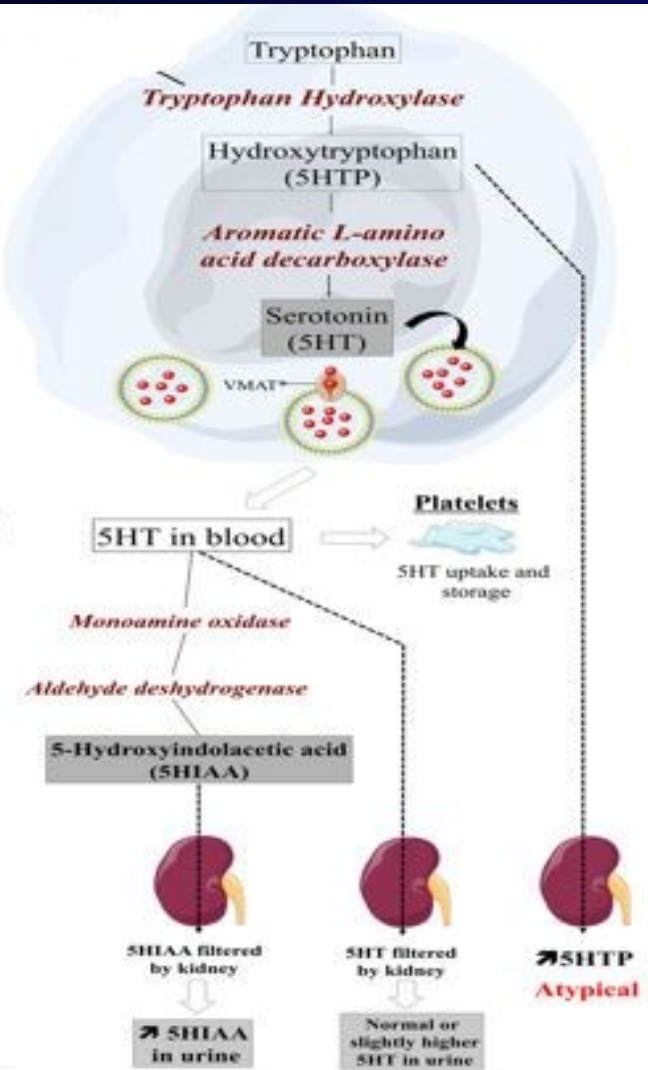 Tryptophan
Tryptophan Hydroxylase
Hydroxytryptophan
(5HTP)
Aromatic L-amino
acid decarboxylase
Serotonin
(5HT)
VMAT*
5HT in blood
Platelets
5HT uptake and
storage
Monoamine oxidase
Aldehyde deshydrogenase
5-Hydroxyindolacetic acid
(5HIAA)
5HIAA filtered
by kidney
↗ 5HIAA
in urine
5HT filtered
by kidney
Normal or
slightly higher
5HT in urine
↗5HTP
Atypical